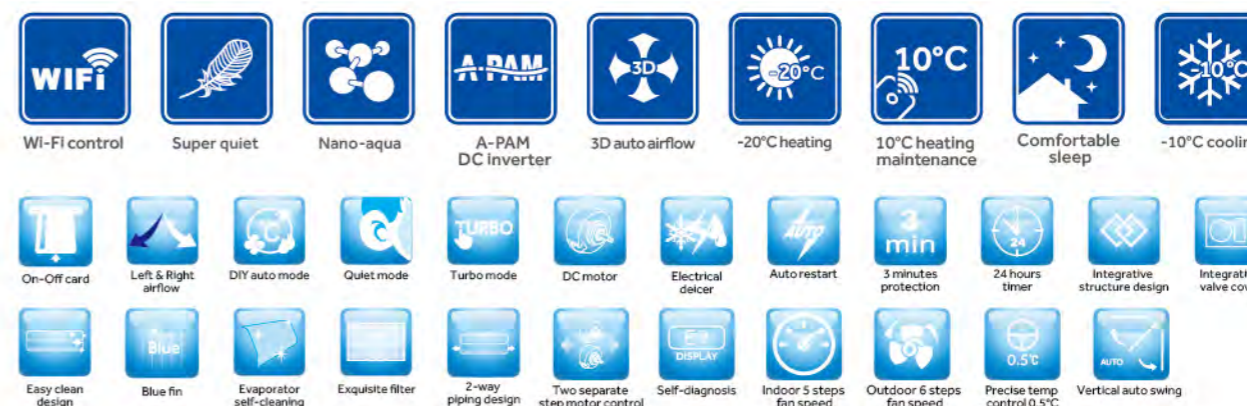 WIFI
A-PAM
3D
-20°C
10°C
-10°C
WI-FI control
Super quiet
Nano-aqua
A-PAM
DC inverter
3D auto airflow
-20°C heating
10°C heating
maintenance
Comfortable
sleep
-10°C coolin
°C
TURBO
AUTO
3
min
24
On-Off card
Left & Right
airflow
DIY auto mode
Quiet mode
Turbo mode
DC motor
Electrical
deicer
Auto restart
3 minutes
protection
24 hours
timer
Integrative
structure design
Integrati
valve cov
Blue
DISPLAY
0.5°C
AUTO
Easy clean
design
Blue fin
Evaporator
self-cleaning
Exquisite filter
2-way
piping design
Two separate
step motor control
Self-diagnosis
Indoor 5 steps
fan speed
Outdoor 6 steps
fan speed
Precise temp
control 0.5°C
Vertical auto swing